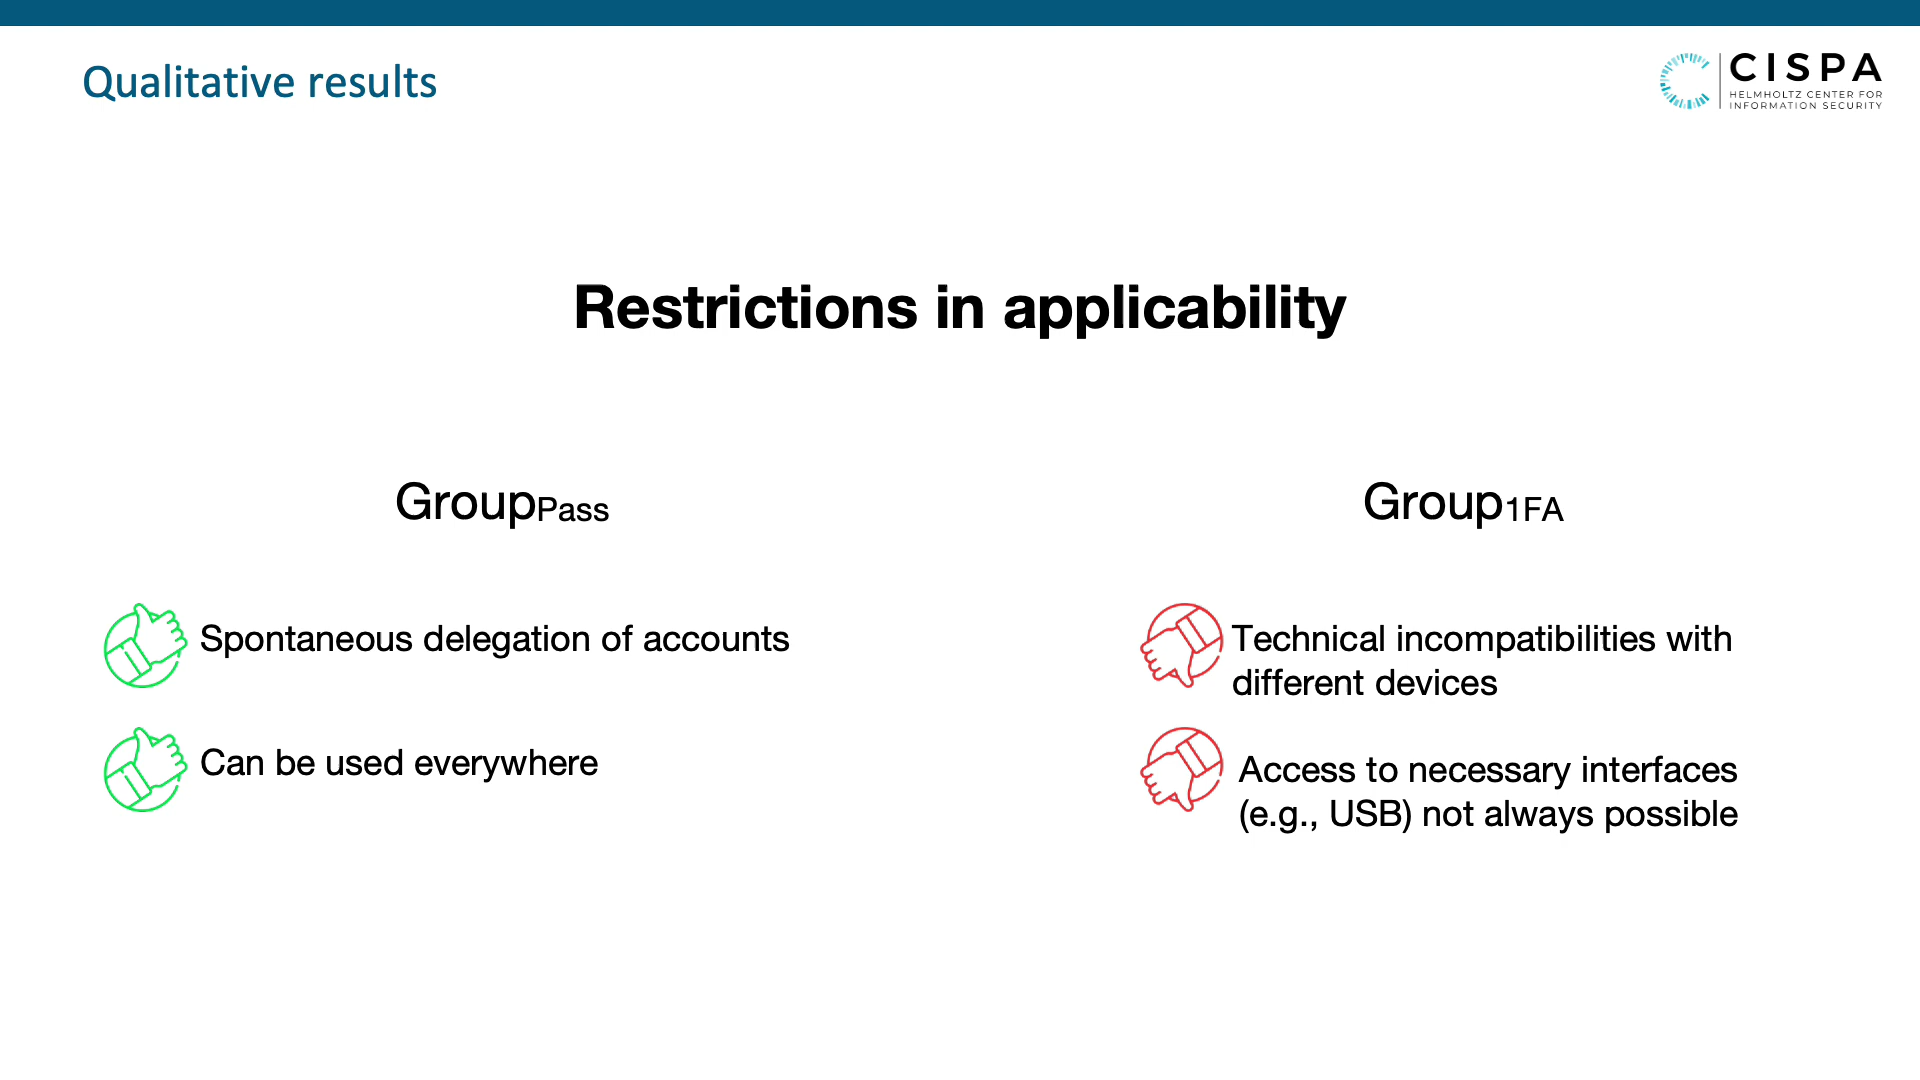 Qualitative results
CISPA
HELMHOLTZ CENTER FOR
INFORMATION SECURITY
Restrictions in applicability
GroupPass
Spontaneous delegation of accounts
Can be used everywhere
Group1FA
Technical incompatibilities with
different devices
Access to necessary interfaces
(e.g., USB) not always possible